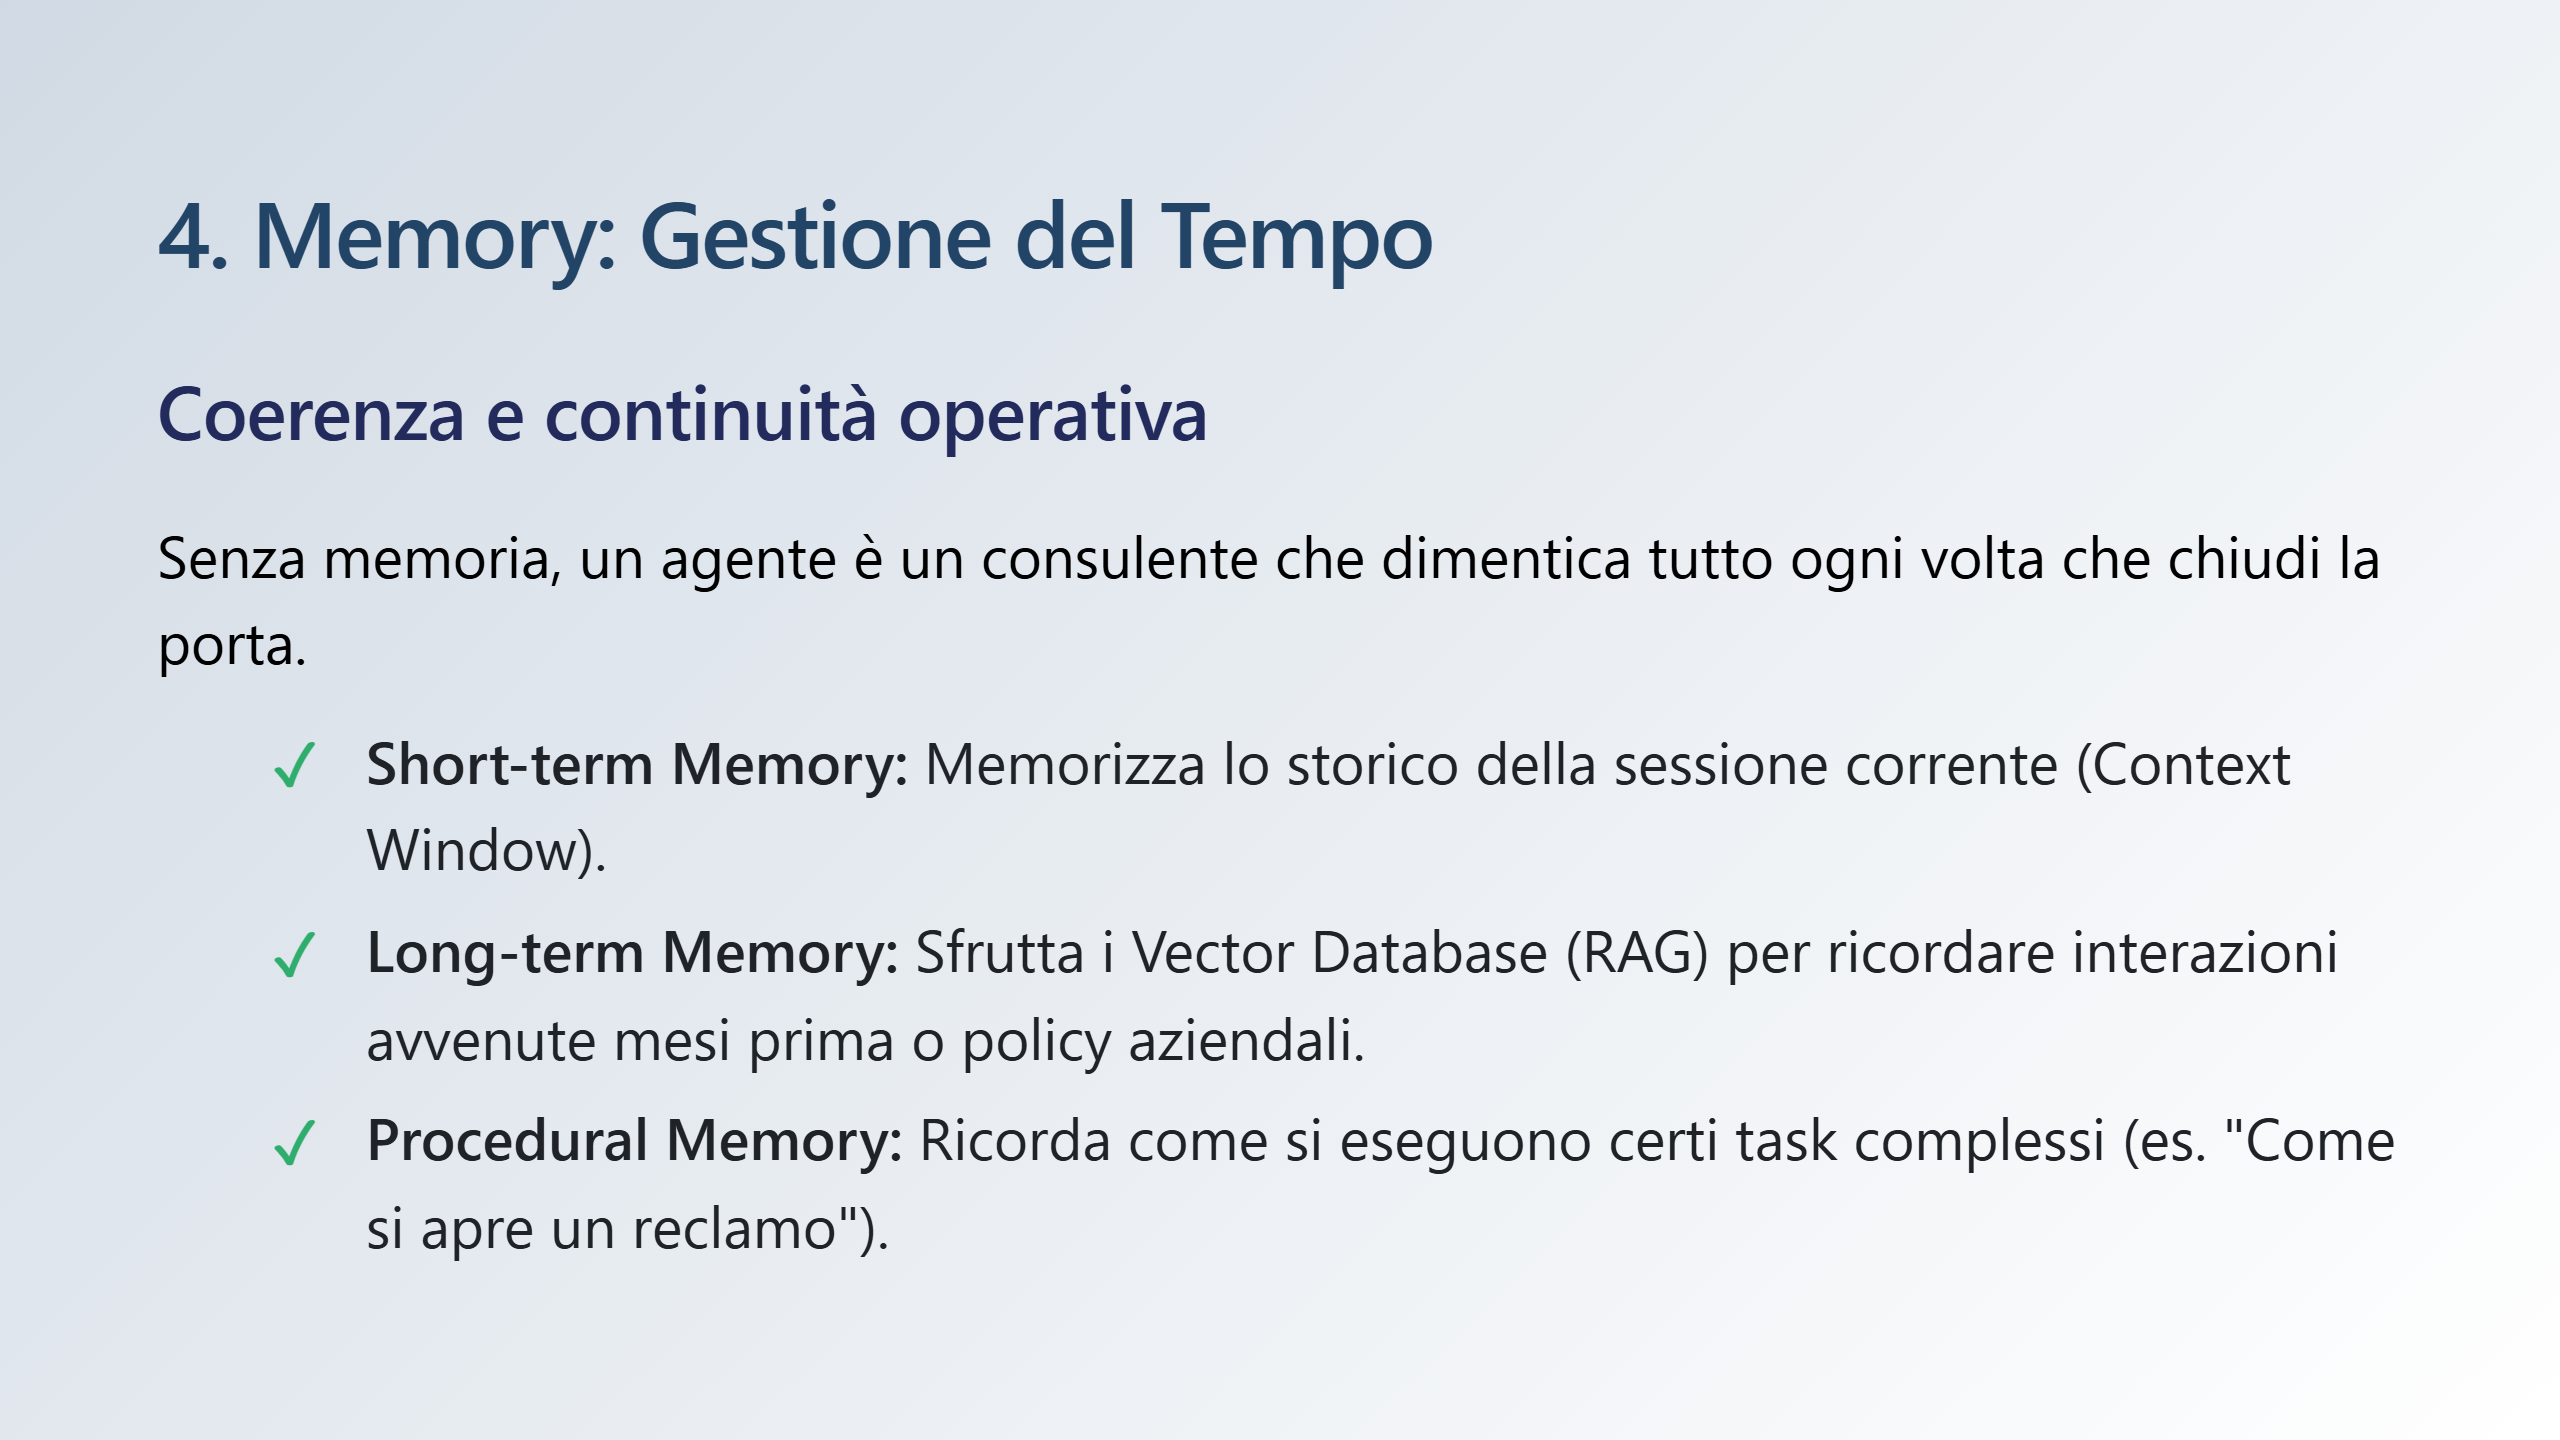 4. Memory: Gestione del Tempo
Coerenza e continuità operativa
Senza memoria, un agente è un consulente che dimentica tutto ogni volta che chiudi la
porta.
✓ Short-term Memory: Memorizza lo storico della sessione corrente (Context
Window).
✓ Long-term Memory: Sfrutta i Vector Database (RAG) per ricordare interazioni
avvenute mesi prima o policy aziendali.
✓ Procedural Memory: Ricorda come si eseguono certi task complessi (es. "Come
si apre un reclamo").